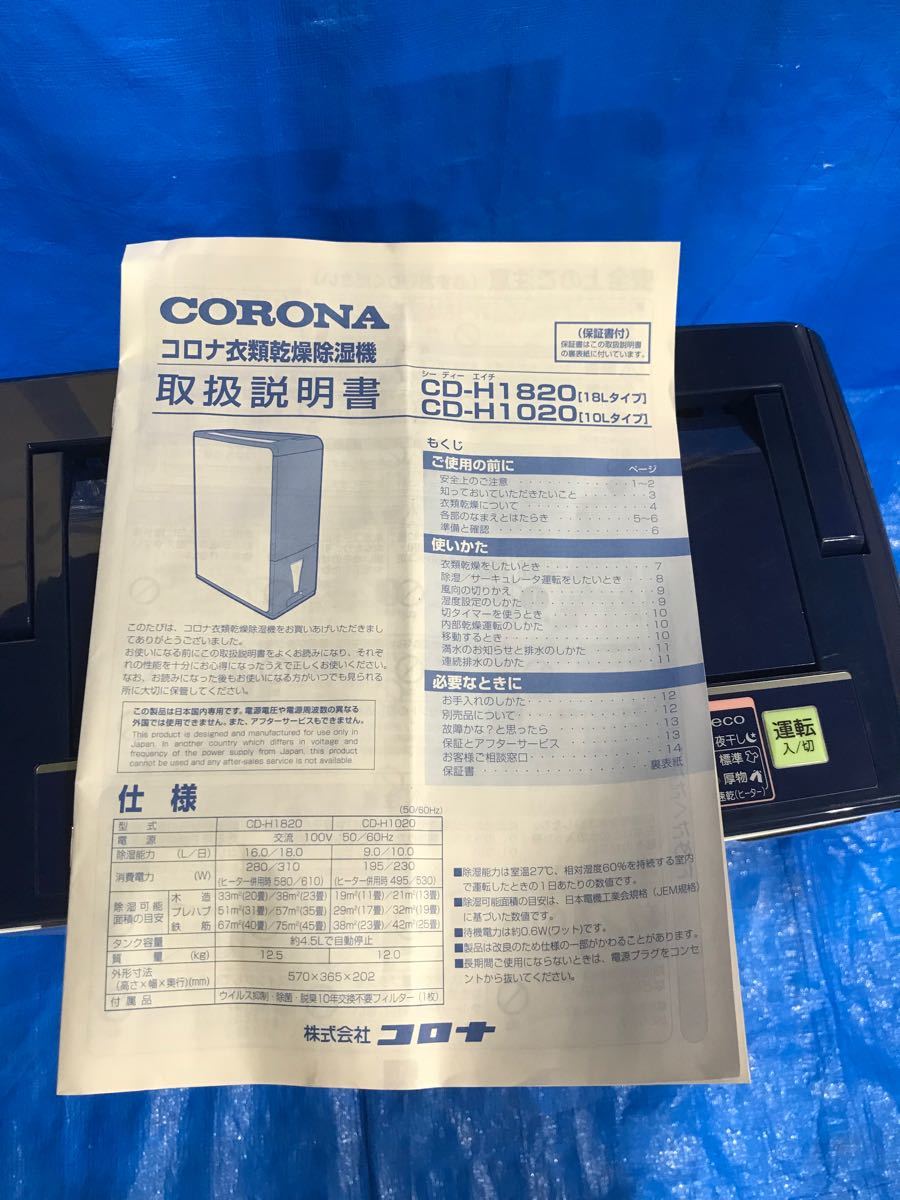 CORONA
コロナ衣類乾燥除湿機
取扱説明書
(保証書付)
保証書はこの取扱説明書
の裏表紙に付いています。
シー ディー エイチ
CD-H1820[18Lタイプ]
CD-H1020[10Lタイプ]
もくじ
ご使用の前に ページ
安全上のご注意 1~2
知っておいていただきたいこと 3
衣類乾燥について 4
各部のなまえとはたらき 5~6
準備と確認 6
使いかた
衣類乾燥をしたいとき 7
除湿/サーキュレータ運転をしたいとき 8
風向の切りかえ 9
湿度設定のしかた 9
切タイマーを使うとき 10
内部乾燥運転のしかた 10
移動するとき 10
満水のお知らせと排水のしかた 11
連続排水のしかた 11
必要なときに
お手入れのしかた 12
別売品について 12
故障かな?と思ったら 13
保証とアフターサービス 13
お客様ご相談窓口 14
保証書 裏表紙
このたびは、コロナ衣類乾燥除湿機をお買いあげいただきまし
てありがとうございました。
お使いになる前にこの取扱説明書をよくお読みになり、それぞ
れの性能を十分にお心得になったうえで正しくお使いください。
なお、お読みになった後もお使いになる方がいつでも見られる
所に大切に保管してください。
この製品は日本国内専用です。電源電圧や電源周波数の異なる
外国では使用できません。また、アフターサービスもできません。
This product is designed and manufactured for use only in
Japan. In another country which differs in voltage and
frequency of the power supply from Japan, this product
cannot be used and any after-sales service is not available.
仕様
(50/60Hz)
型式 CD-H1820 CD-H1020
電源 交流 100V 50/60Hz
除湿能力 (L/日) 16.0/18.0 9.0/10.0
消費電力 (W) 280/310 195/230
(ヒーター併用時580/610) (ヒーター併用時495/530)
除湿可能面積の目安 木造 33m²(20畳)/38m²(23畳) 19m²(11畳)/21m²(13畳)
プレハブ 51m²(31畳)/57m²(35畳) 29m²(17畳)/32m²(19畳)
鉄筋 67m²(40畳)/75m²(45畳) 38m²(23畳)/42m²(25畳)
タンク容量 約4.5Lで自動停止
質量 (kg) 12.5 12.0
外形寸法
(高さ×幅×奥行)(mm) 570×365×202
付属品 ウイルス抑制・除菌・脱臭10年交換不要フィルター(1枚)
■除湿能力は室温27℃、相対湿度60%を持続する室内
で運転したときの1日あたりの数値です。
■除湿可能面積の目安は、日本電機工業会規格(JEM規格)
に基づいた数値です。
■待機電力は約0.6W(ワット)です。
■製品は改良のため仕様の一部がかわることがあります。
■長期間ご使用にならないときは、電源プラグをコンセ
ントから抜いてください。
株式会社 コロナ
eco
夜干し
標準
厚物
速乾(ヒーター)
運転
入/切